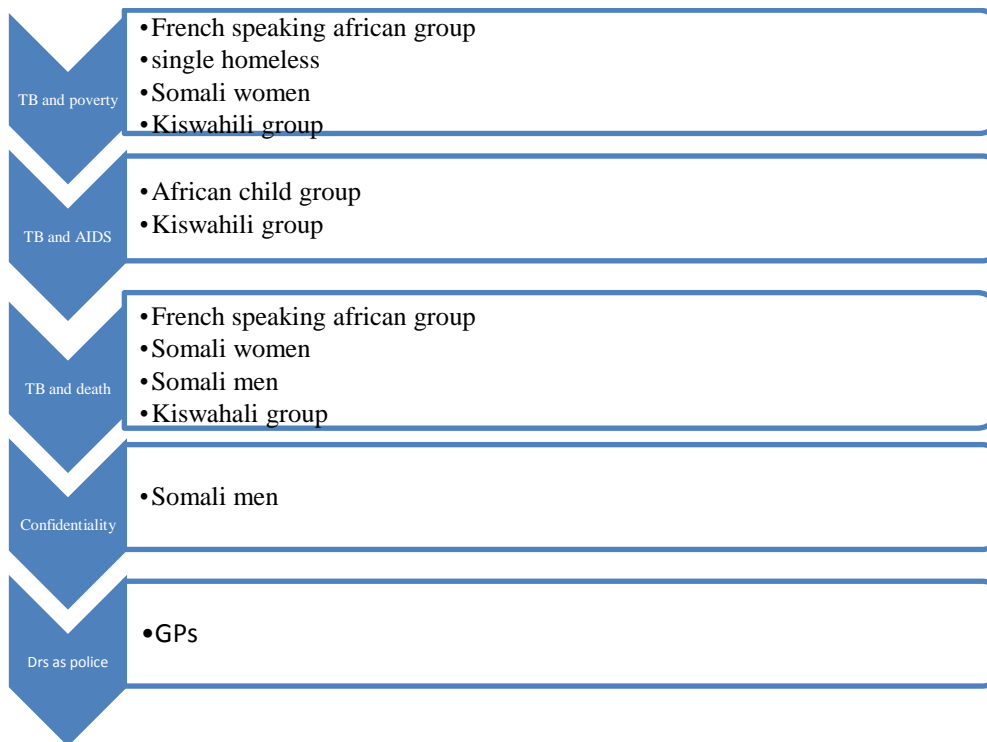 TB and poverty
•French speaking african group
•single homeless
•Somali women
•Kiswahili group
TB and AIDS
•African child group
•Kiswahili group
TB and death
•French speaking african group
•Somali women
•Somali men
•Kiswahali group
Confidentiality
•Somali men
Drs as police
•GPs